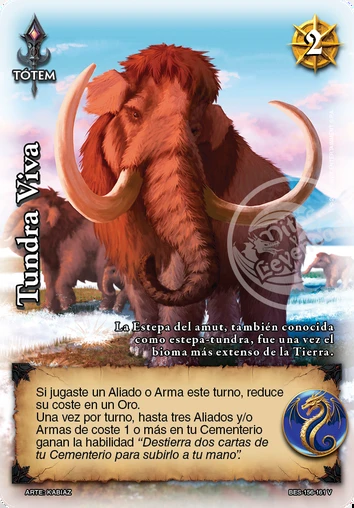 TÓTEM
2
Tundra Viva
La Estepa del amut, también conocida
como estepa-tundra, fue una vez el
bioma más extenso de la Tierra.
Si jugaste un Aliado o Arma este turno, reduce
su coste en un Oro.
Una vez por turno, hasta tres Aliados y/o
Armas de coste 1 o más en tu Cementerio
ganan la habilidad “Destierra dos cartas de
tu Cementerio para subirlo a tu mano”.
ARTE: KABIAZ
BES-156-161 V